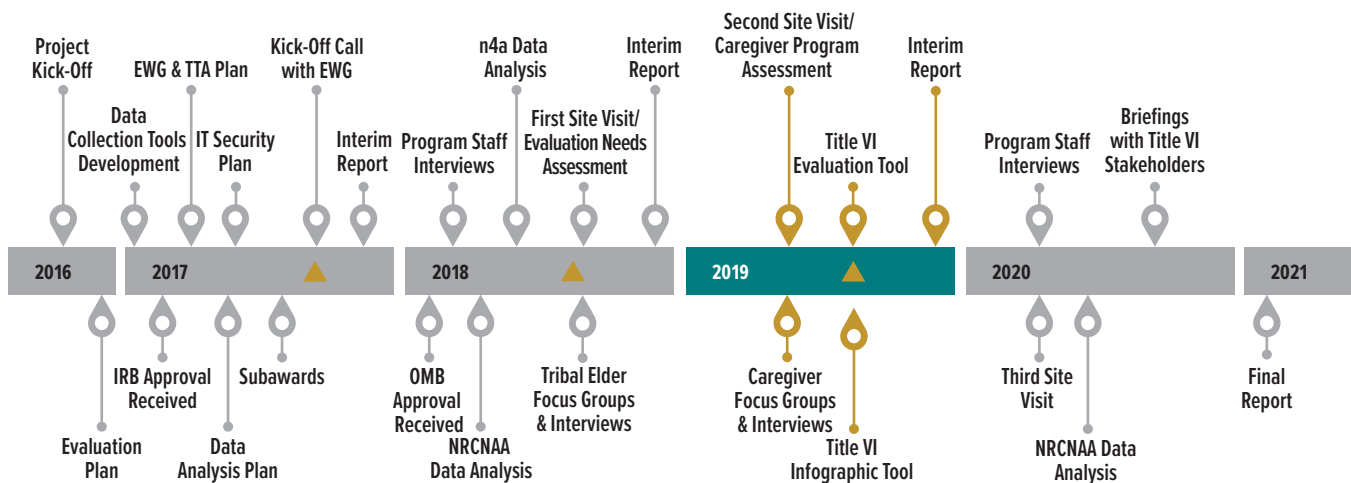 Project
Kick-Off
Data
Collection Tools
Development
EWG & TTA Plan
IT Security
Plan
Kick-Off Call
with EWG
Interim
Report
Program Staff
Interviews
n4a Data
Analysis
First Site Visit/
Evaluation Needs
Assessment
Interim
Report
Second Site Visit/
Caregiver Program
Assessment
Title VI
Evaluation Tool
Interim
Report
Program Staff
Interviews
Briefings
with Title VI
Stakeholders
2016
2017
2018
2019
2020
2021
Evaluation
Plan
IRB Approval
Received
Data
Analysis Plan
Subawards
OMB
Approval
Received
NRCNAA
Data Analysis
Tribal Elder
Focus Groups
& Interviews
Caregiver
Focus Groups
& Interviews
Title VI
Infographic Tool
Third Site
Visit
NRCNAA Data
Analysis
Final
Report